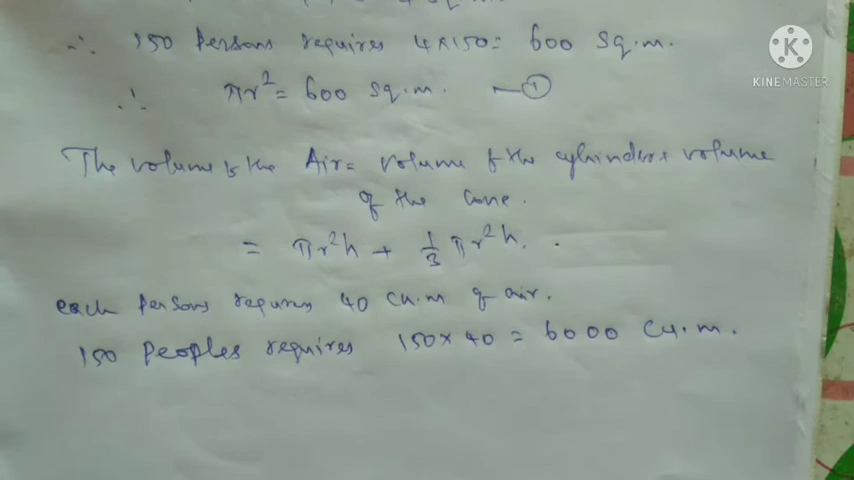 ∴ 150 Persons requires 4×150= 600 Sq.m.
∴ πr²= 600 Sq.m. —①
The volume of the Air= volume of the cylinder+ volume
of the cone.
= πr²h + ⅓πr²h.
each Persons requires 40 Cu.m of air.
150 Peoples requires 150×40 = 6000 Cu.m.
K
KINEMASTER